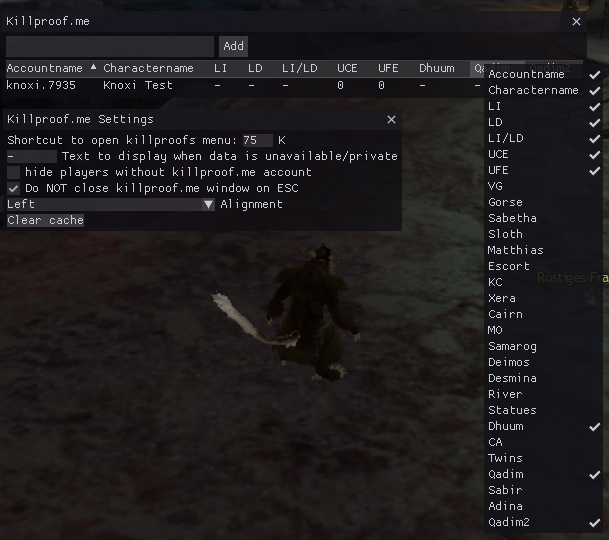 Killproof.me
Add
Accountname Charactername LI LD LI/LD UCE UFE Dhuum Qadim Qadim2
knoxi.7935 Knoxi Test - - - 0 0 - - -
Killproof.me Settings
Shortcut to open killproofs menu: 75 K
- Text to display when data is unavailable/private
hide players without killproof.me account
Do NOT close killproof.me window on ESC
Left Alignment
Clear cache
Accountname
Charactername
LI
LD
LI/LD
UCE
UFE
VG
Gorse
Sabetha
Sloth
Matthias
Escort
KC
Xera
Cairn
MO
Samarog
Deimos
Desmina
River
Statues
Dhuum
CA
Twins
Qadim
Sabir
Adina
Qadim2
Rostiges